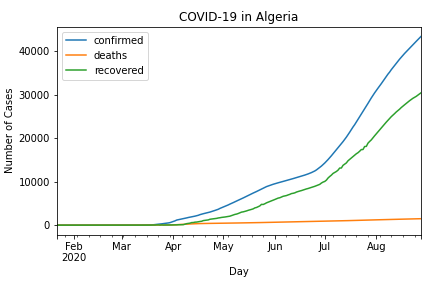 COVID-19 in Algeria
confirmed
deaths
recovered
Number of Cases
40000
30000
20000
10000
0
Feb Mar Apr May Jun Jul Aug
2020
Day